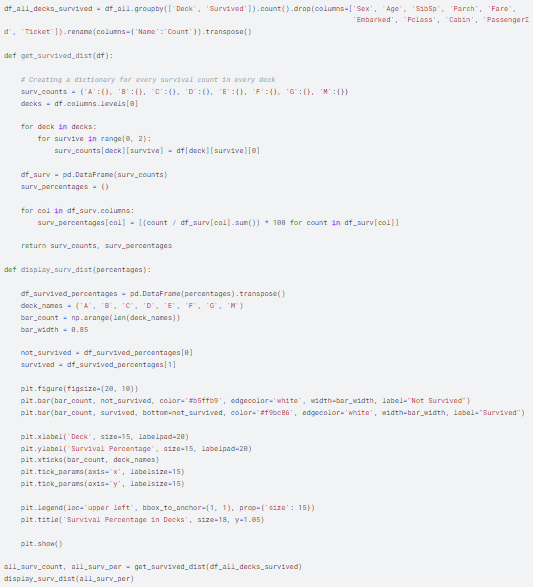 df_all_decks_survived = df_all.groupby(['Deck', 'Survived']).count().drop(columns=['Sex', 'Age', 'SibSp', 'Parch', 'Fare',
'Embarked', 'Pclass', 'Cabin', 'PassengerI
d', 'Ticket']).rename(columns={'Name':'Count'}).transpose()
def get_survived_dist(df):
# Creating a dictionary for every survival count in every deck
surv_counts = {'A':{}, 'B':{}, 'C':{}, 'D':{}, 'E':{}, 'F':{}, 'G':{}, 'M':{}}
decks = df.columns.levels[0]
for deck in decks:
for survive in range(0, 2):
surv_counts[deck][survive] = df[deck][survive][0]
df_surv = pd.DataFrame(surv_counts)
surv_percentages = {}
for col in df_surv.columns:
surv_percentages[col] = [(count / df_surv[col].sum()) * 100 for count in df_surv[col]]
return surv_counts, surv_percentages
def display_surv_dist(percentages):
df_survived_percentages = pd.DataFrame(percentages).transpose()
deck_names = ('A', 'B', 'C', 'D', 'E', 'F', 'G', 'M')
bar_count = np.arange(len(deck_names))
bar_width = 0.85
not_survived = df_survived_percentages[0]
survived = df_survived_percentages[1]
plt.figure(figsize=(20, 10))
plt.bar(bar_count, not_survived, color='#b5ffb9', edgecolor='white', width=bar_width, label="Not Survived")
plt.bar(bar_count, survived, bottom=not_survived, color='#f9bc86', edgecolor='white', width=bar_width, label="Survived")
plt.xlabel('Deck', size=15, labelpad=20)
plt.ylabel('Survival Percentage', size=15, labelpad=20)
plt.xticks(bar_count, deck_names)
plt.tick_params(axis='x', labelsize=15)
plt.tick_params(axis='y', labelsize=15)
plt.legend(loc='upper left', bbox_to_anchor=(1, 1), prop={'size': 15})
plt.title('Survival Percentage in Decks', size=18, y=1.05)
plt.show()
all_surv_count, all_surv_per = get_survived_dist(df_all_decks_survived)
display_surv_dist(all_surv_per)